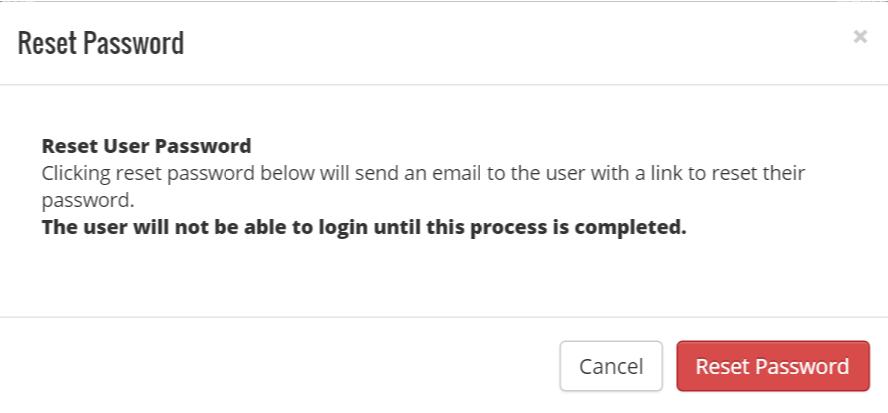 Reset Password
×
Reset User Password
Clicking reset password below will send an email to the user with a link to reset their
password.
The user will not be able to login until this process is completed.
Cancel
Reset Password